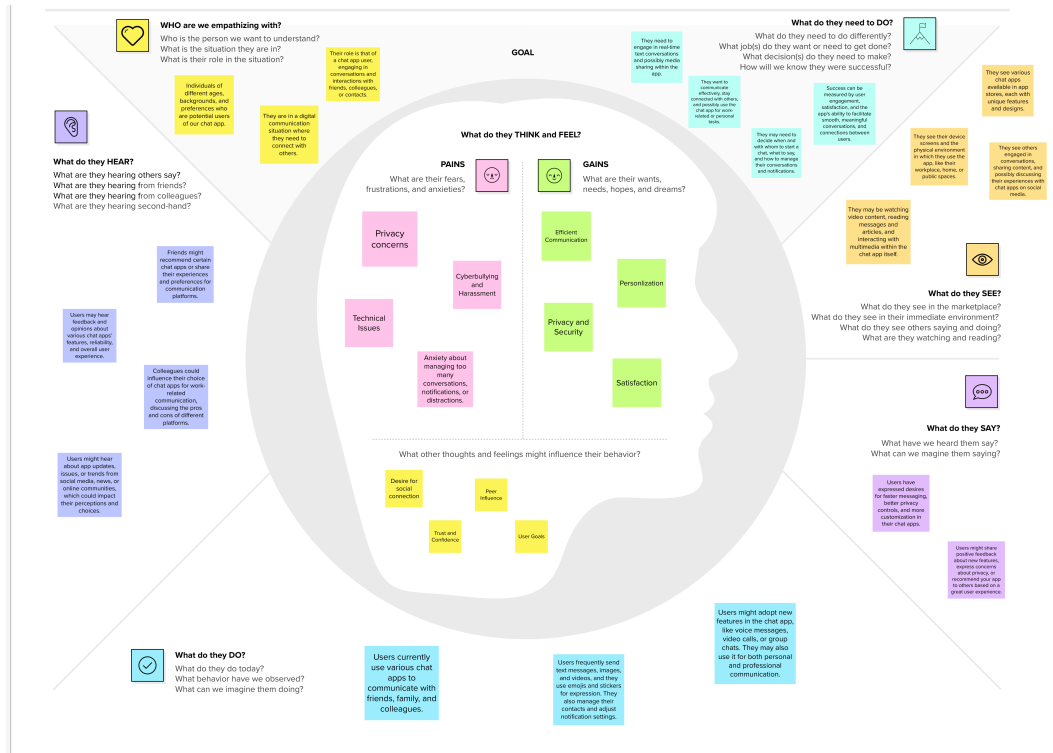 WHO are we empathizing with?
Who is the person we want to understand?
What is the situation they are in?
What is their role in the situation?
Individuals of
different ages,
backgrounds, and
preferences who
are potential users
of our chat app.
They are in a digital
communication
situation where
they need to
connect with
others.
Their role is that of
a chat app user,
engaging in
conversations and
interactions with
friends, colleagues,
or contacts.
GOAL
What do they need to DO?
What do they need to do differently?
What job(s) do they want or need to get done?
What decision(s) do they need to make?
How will we know they were successful?
They need to
engage in real-time
text conversations
and possibly media
sharing within the
app.
They want to
communicate
effectively, stay
connected with others,
and possibly use the
chat app for work-
related or personal
tasks.
They may need to
decide when and
with whom to start a
chat, what to say,
and how to manage
their conversations
and notifications.
Success can be
measured by user
engagement,
satisfaction, and the
app's ability to facilitate
smooth, meaningful
conversations, and
connections between
users.
They see various
chat apps
available in app
stores, each with
unique features
and designs.
They see their device
screens and the
physical environment
in which they use the
app, like their
workplace, home, or
public spaces.
They see others
engaged in
conversations,
sharing content, and
possibly discussing
their experiences with
chat apps on social
media.
They may be watching
video content, reading
messages and
articles, and
interacting with
multimedia within the
chat app itself.
What do they SEE?
What do they see in the marketplace?
What do they see in their immediate environment?
What do they see others saying and doing?
What are they watching and reading?
What do they SAY?
What have we heard them say?
What can we magine them saying?
Users have
expressed desires
for faster messaging,
better privacy
controls, and more
customization in
their chat apps.
Users might share
positive feedback
about new features,
express concerns
about privacy, or
recommend your app
to others based on a
great user experience.
What do they DO?
What do they do today?
What behavior have we observed?
What can we imagine them doing?
Users currently
use various chat
apps to
communicate with
friends, family, and
colleagues.
Users frequently send
text messages, images,
and videos, and they
use emojis and stickers
for expression. They
also manage their
contacts and adjust
notification settings.
Users might adopt new
features in the chat app,
like voice messages,
video calls, or group
chats. They may also
use it for both personal
and professional
communication.
What do they HEAR?
What are they hearing others say?
What are they hearing from friends?
What are they hearing from colleagues?
What are they hearing second-hand?
Friends might
recommend certain
chat apps or share
their experiences
and preferences for
communication
platforms.
Users may hear
feedback and
opinions about
various chat apps'
features, reliability,
and overall user
experience.
Colleagues could
influence their choice
of chat apps for work-
related
communication,
discussing the pros
and cons of different
platforms.
Users might hear
about app updates,
issues, or trends from
social media, news, or
online communities,
which could impact
their perceptions and
choices.
What do they THINK and FEEL?
PAINS
What are their fears,
frustrations, and anxieties?
Privacy
concerns
Cyberbullying
and
Harassment
Technical
Issues
Anxiety about
managing too
many
conversations,
notifications, or
distractions.
GAINS
What are their wants,
needs, hopes, and dreams?
Efficient
Communication
Personlization
Privacy and
Security
Satisfaction
What other thoughts and feelings might influence their behavior?
Desire for
social
connection
Peer
Influence
Trust and
Confidence
User Goals